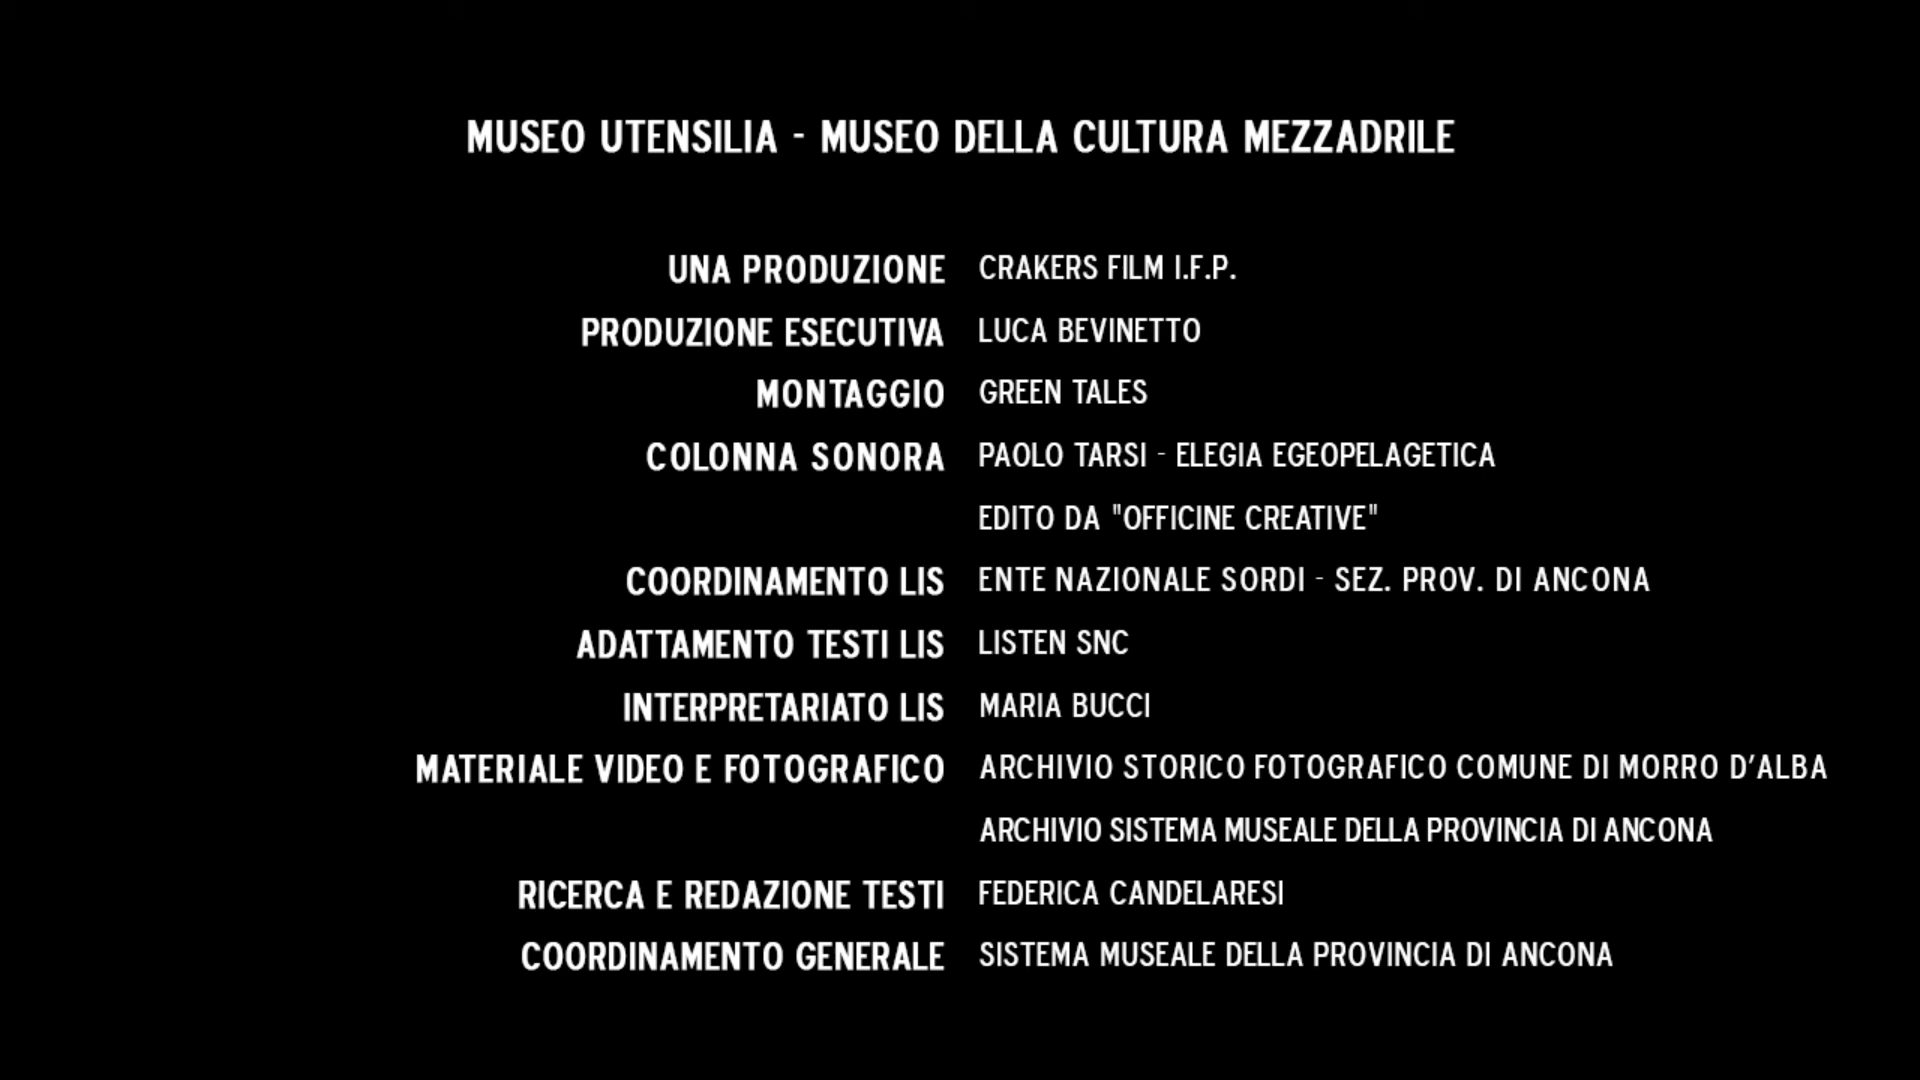 MUSEO UTENSILIA - MUSEO DELLA CULTURA MEZZADRILE
UNA PRODUZIONE CRAKERS FILM I.F.P.
PRODUZIONE ESECUTIVA LUCA BEVINETTO
MONTAGGIO GREEN TALES
COLONNA SONORA PAOLO TARSI - ELEGIA EGEOPELAGETICA
EDITO DA "OFFICINE CREATIVE"
COORDINAMENTO LIS ENTE NAZIONALE SORDI - SEZ. PROV. DI ANCONA
ADATTAMENTO TESTI LIS LISTEN SNC
INTERPRETARIATO LIS MARIA BUCCI
MATERIALE VIDEO E FOTOGRAFICO ARCHIVIO STORICO FOTOGRAFICO COMUNE DI MORRO D'ALBA
ARCHIVIO SISTEMA MUSEALE DELLA PROVINCIA DI ANCONA
RICERCA E REDAZIONE TESTI FEDERICA CANDELARESI
COORDINAMENTO GENERALE SISTEMA MUSEALE DELLA PROVINCIA DI ANCONA